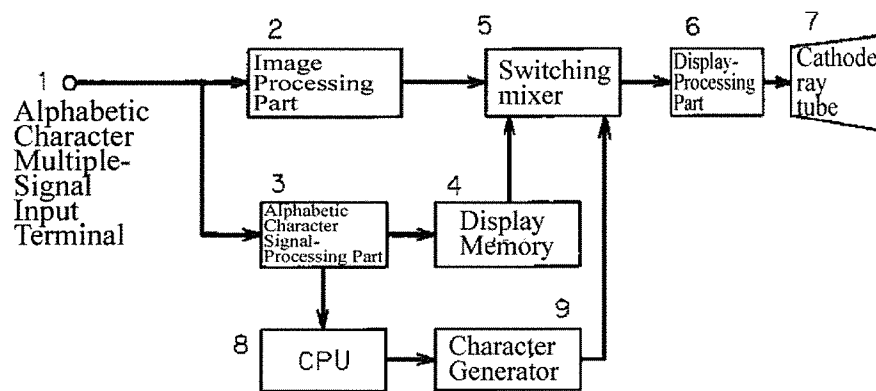 1
Alphabetic
Character
Multiple-
Signal
Input
Terminal
2
Image
Processing
Part
5
Switching
mixer
6
Display-
Processing
Part
7
Cathode
ray
tube
3
Alphabetic
Character
Signal-
Processing Part
4
Display
Memory
8
CPU
9
Character
Generator